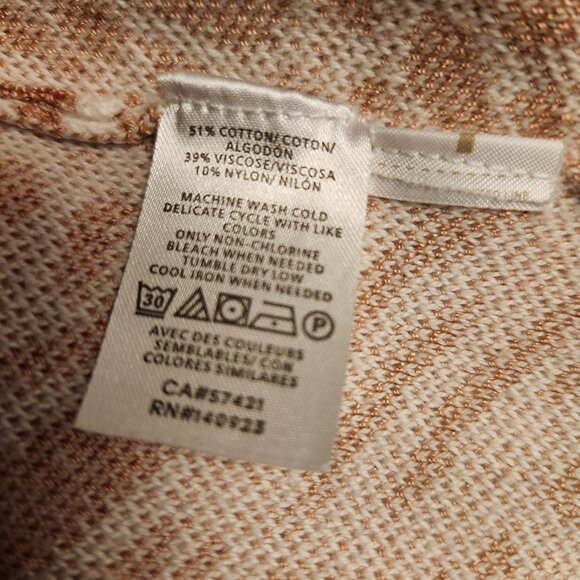 51% COTTON/COTON/
ALGODÓN
39% VISCOSE/VISCOSA
10% NYLON/NILÓN
MACHINE WASH COLD
DELICATE CYCLE WITH LIKE
COLORS
ONLY NON-CHLORINE
BLEACH WHEN NEEDED
TUMBLE DRY LOW
COOL IRON WHEN NEEDED
30 P
AVEC DES COULEURS
SEMBLABLES/CON
COLORES SIMILARES
CA#57421
RN#140923